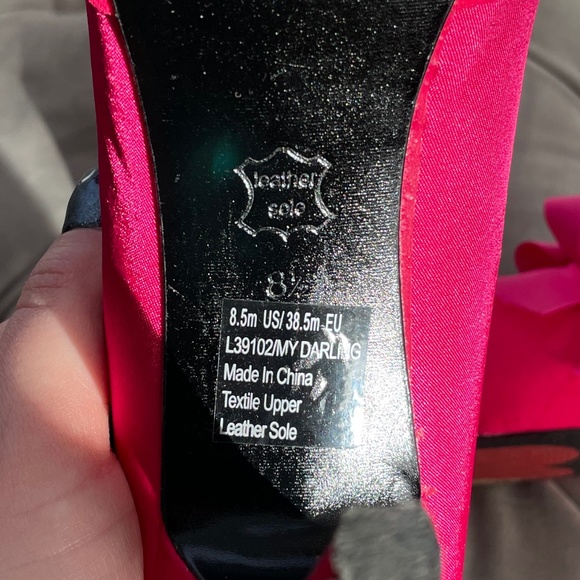 leather
sole
8½
8.5m US/38.5m EU
L39102/MY DARLING
Made In China
Textile Upper
Leather Sole